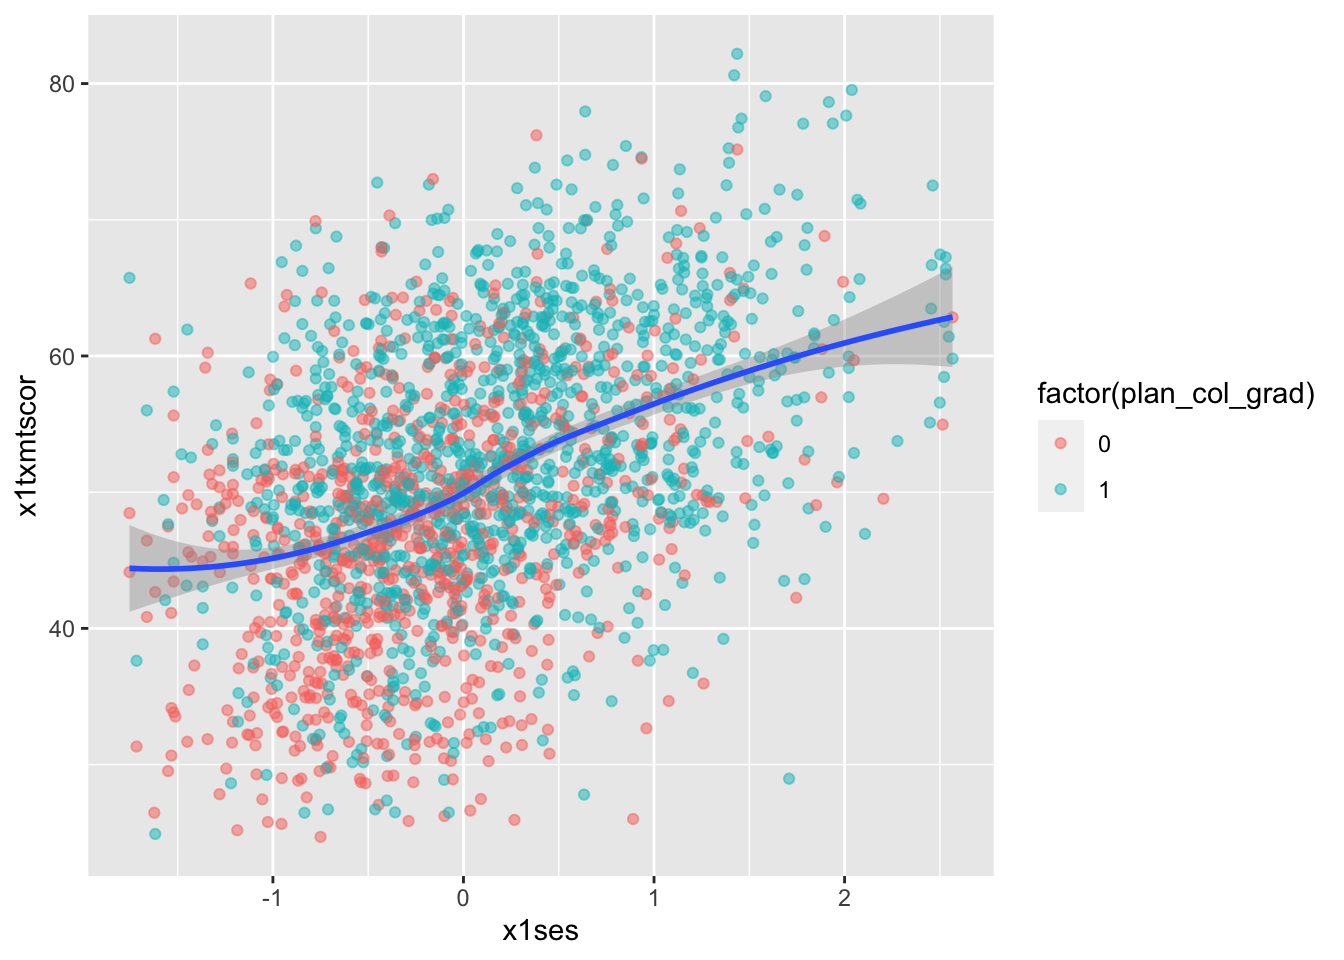 80
60
40
x1txmtscor
-1 0 1 2
x1ses
factor(plan_col_grad)
0
1